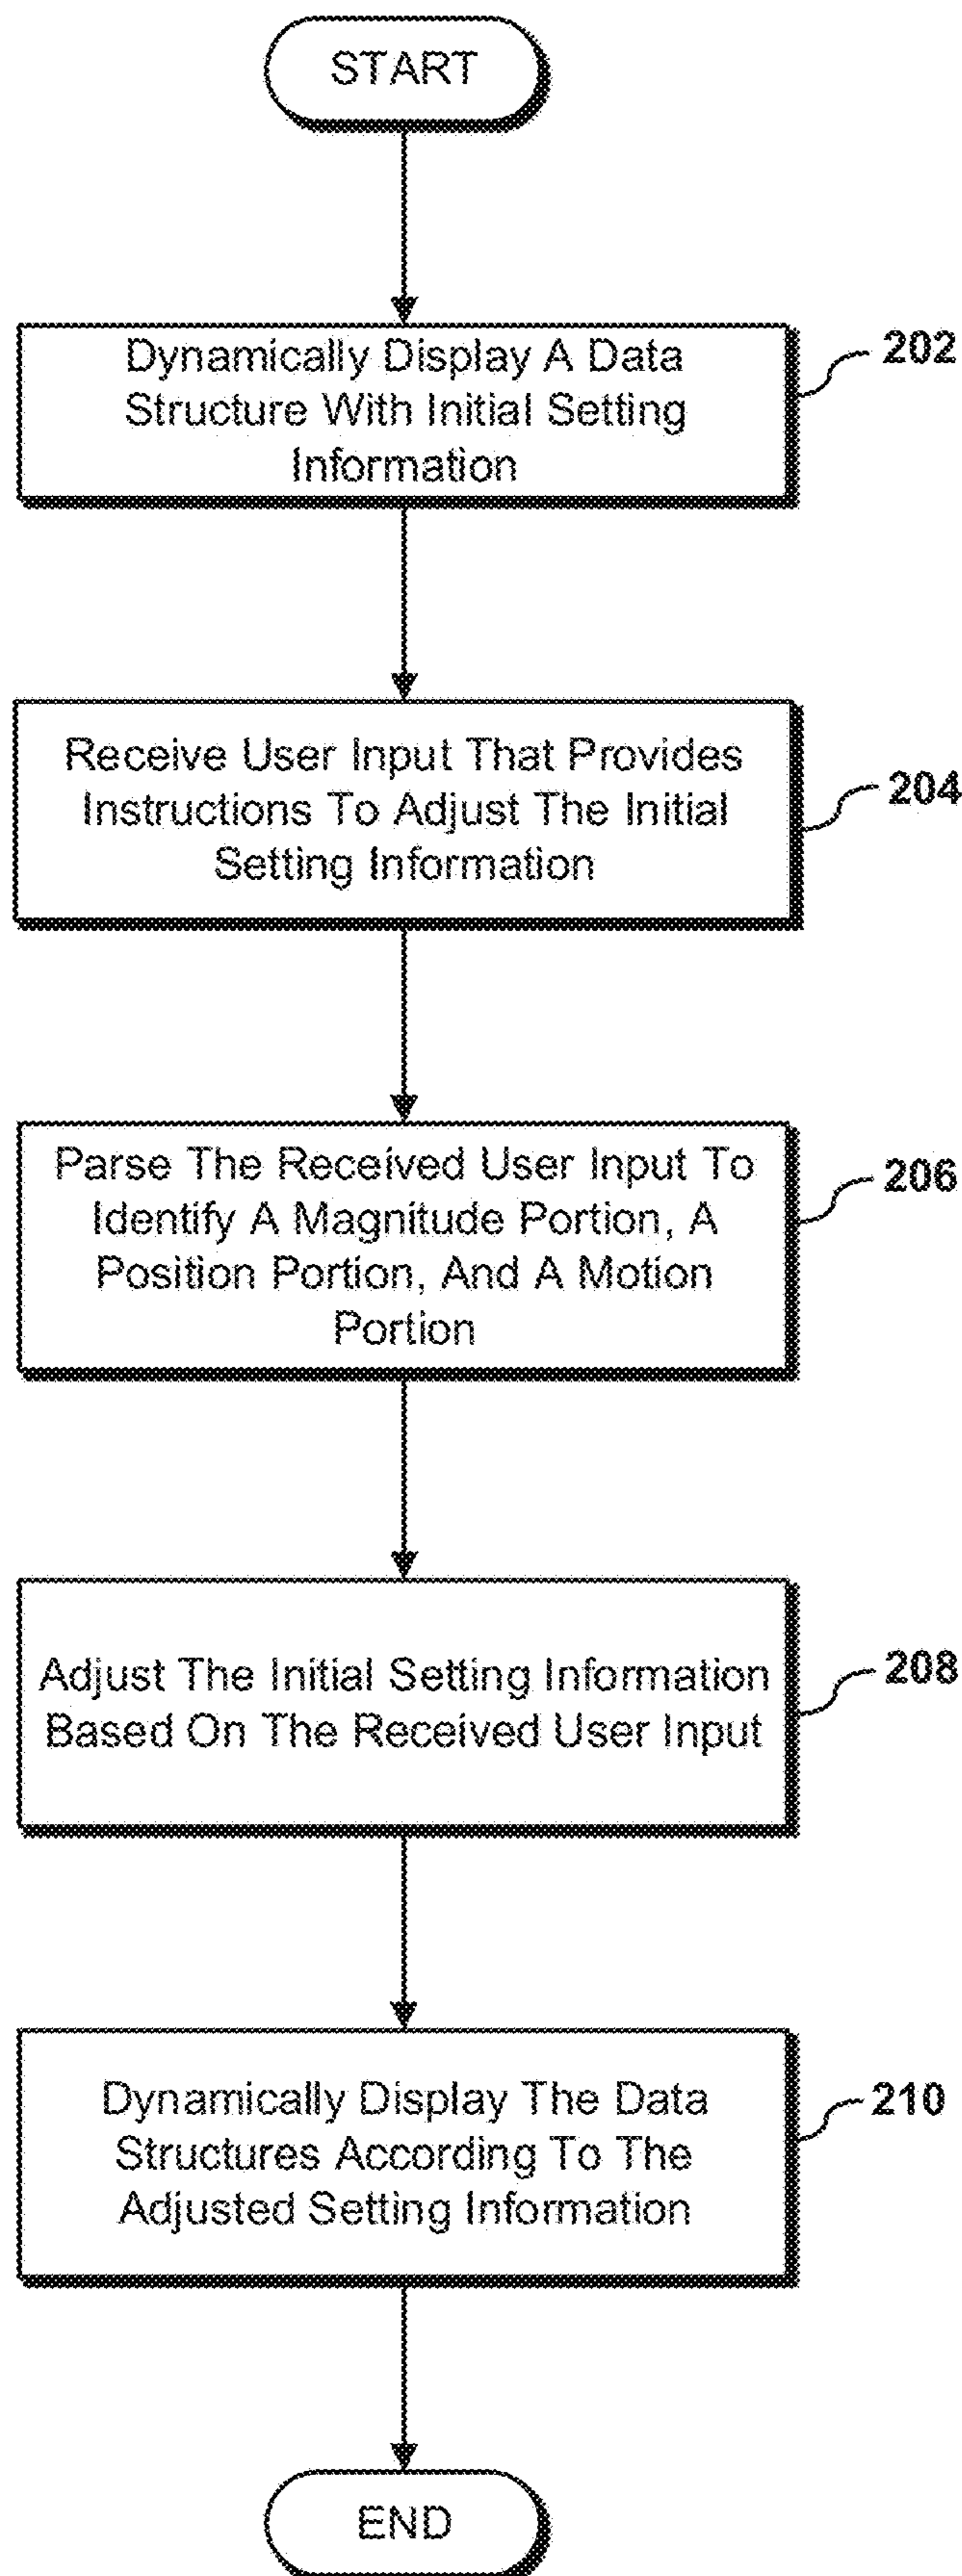 START
Dynamically Display A Data
Structure With Initial Setting
Information
202
Receive User Input That Provides
Instructions To Adjust The Initial
Setting Information
204
Parse The Received User Input To
Identify A Magnitude Portion, A
Position Portion, And A Motion
Portion
206
Adjust The Initial Setting Information
Based On The Received User Input
208
Dynamically Display The Data
Structures According To The
Adjusted Setting Information
210
END